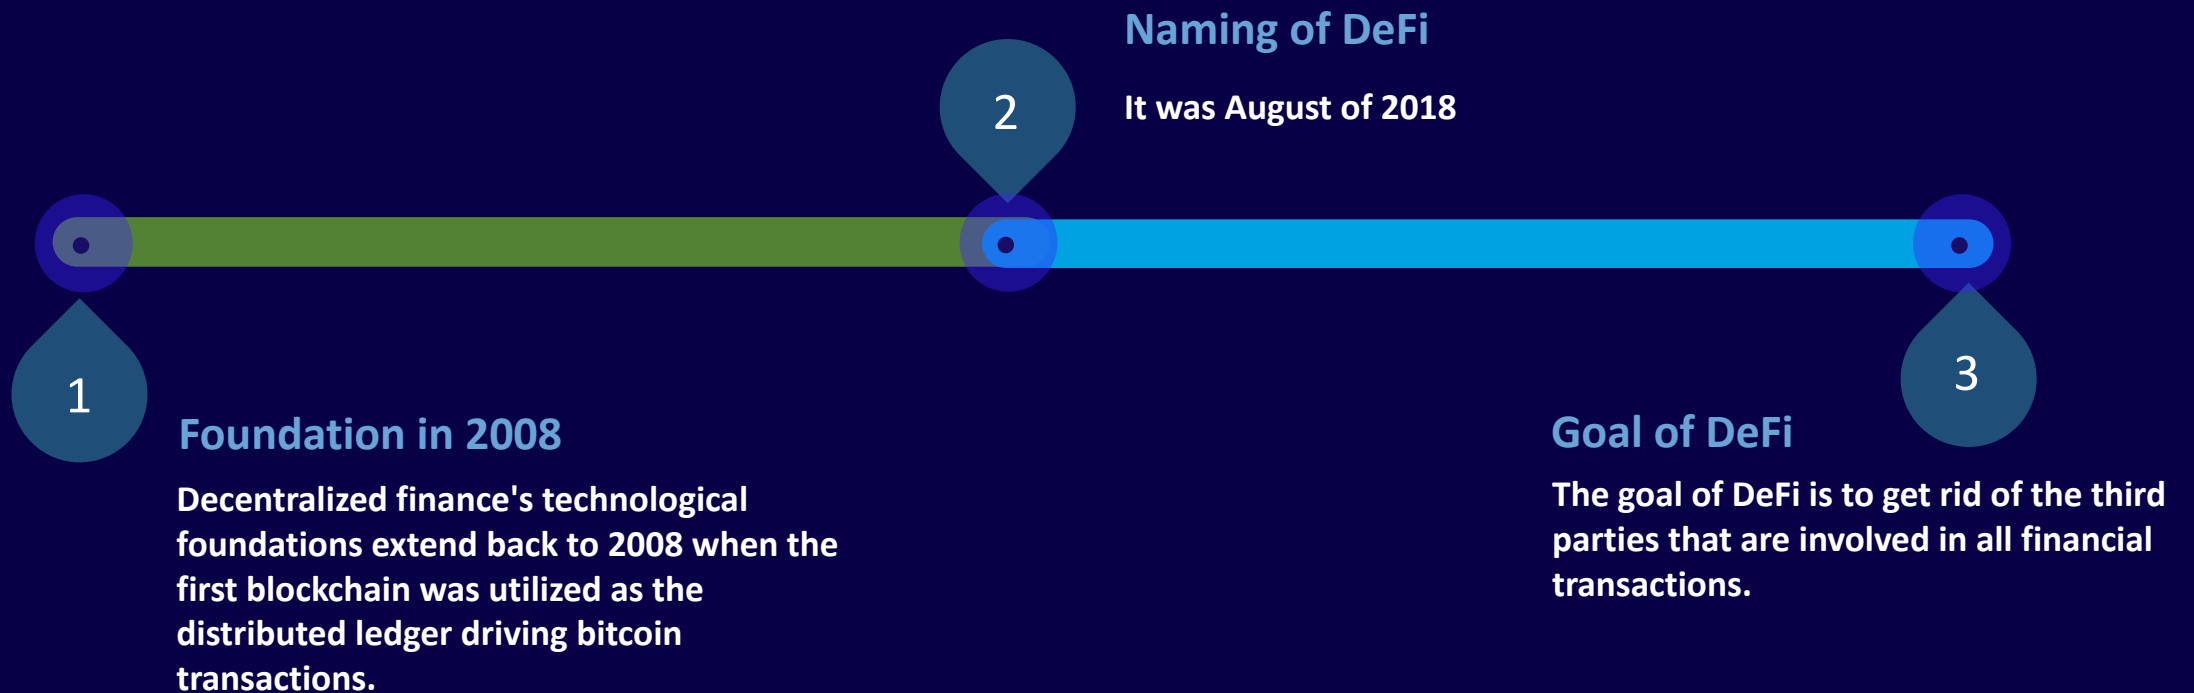 Naming of DeFi
2
It was August of 2018
1
Foundation in 2008
Decentralized finance's technological
foundations extend back to 2008 when the
first blockchain was utilized as the
distributed ledger driving bitcoin
transactions.
3
Goal of DeFi
The goal of DeFi is to get rid of the third
parties that are involved in all financial
transactions.